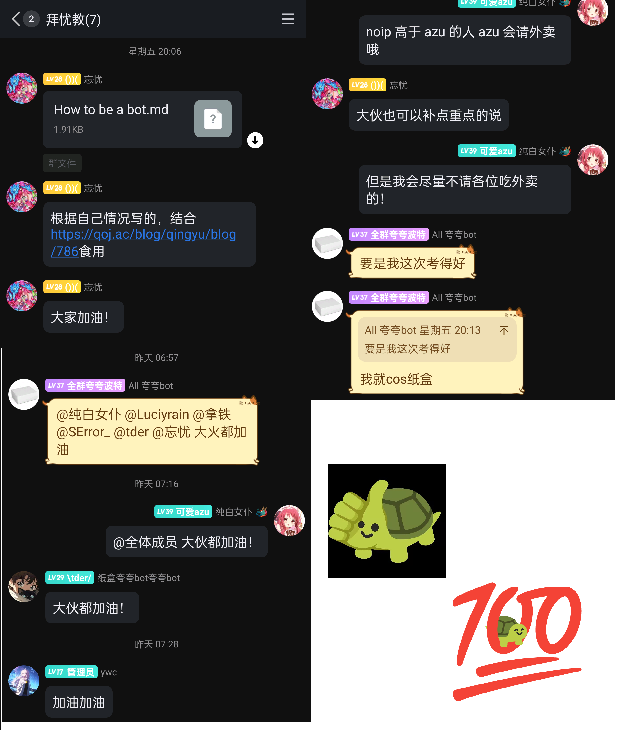 2
拜忧教(7)
星期五 20:06
LV26 ())( 忘忧
How to be a bot.md
1.91KB
?
新文件
LV26 ())( 忘忧
根据自己情况写的，结合
https://qoj.ac/blog/qingyu/blog
/786食用
LV26 ())( 忘忧
大家加油！
昨天 06:57
LV37 全群夸夸波特 All 夸夸bot
@纯白女仆 @Luciyrain @拿铁
@SError_ @tder @忘忧 大火都加
油
昨天 07:16
LV39 可爱azu 纯白女仆
@全体成员 大伙都加油！
LV29 \tder/ 纸盒夸夸bot夸夸bot
大伙都加油！
昨天 07:28
LV17 管理员 ywc
加油加油
LV39 可爱azu 纯白女仆
noip 高于 azu 的人 azu 会请外卖
哦
LV26 ())( 忘忧
大伙也可以补点重点的说
LV39 可爱azu 纯白女仆
但是我会尽量不请各位吃外卖
的！
LV37 全群夸夸波特 All 夸夸bot
要是我这次考得好
LV37 全群夸夸波特 All 夸夸bot
All 夸夸bot 星期五 20:13
要是我这次考得好
我就cos纸盒
100